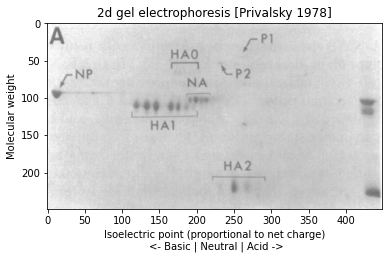 2d gel electrophoresis [Privalsky 1978]
A
P1
HA0
NP
NA
P2
HA1
HA2
0
50
100
150
200
Molecular weight
0 50 100 150 200 250 300 350 400
Isoelectric point (proportional to net charge)
<- Basic | Neutral | Acid ->